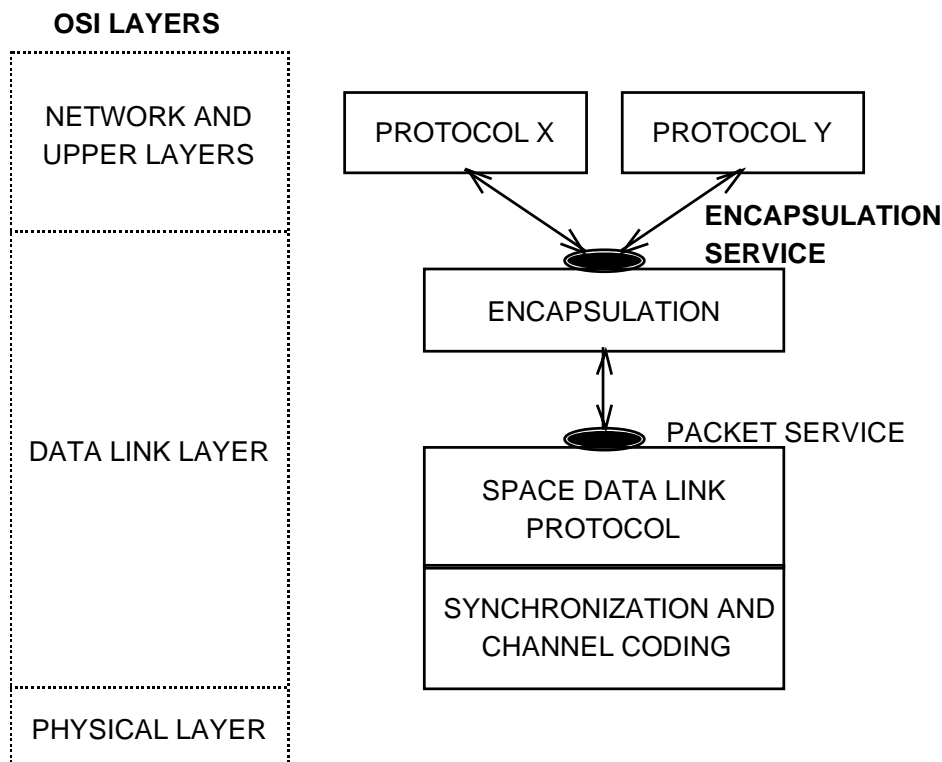 OSI LAYERS
NETWORK AND
UPPER LAYERS
PROTOCOL X
PROTOCOL Y
ENCAPSULATION
SERVICE
ENCAPSULATION
DATA LINK LAYER
PACKET SERVICE
SPACE DATA LINK
PROTOCOL
SYNCHRONIZATION AND
CHANNEL CODING
PHYSICAL LAYER